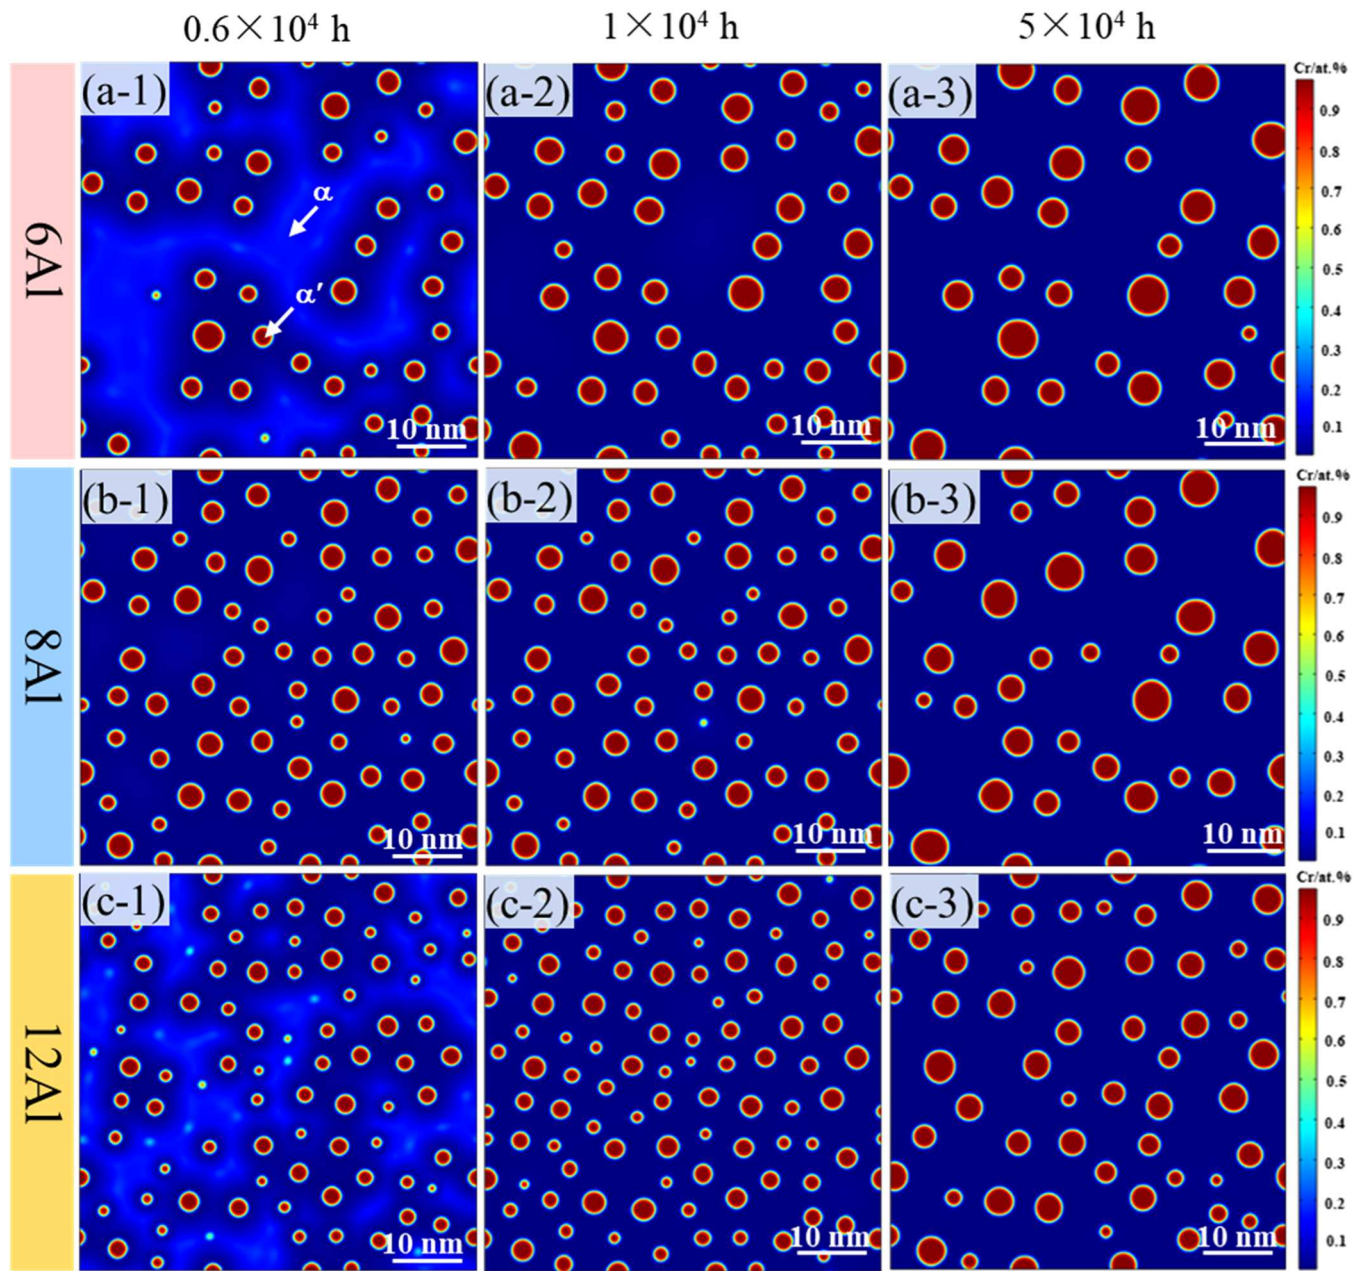 0.6×10⁴ h
1×10⁴ h
5×10⁴ h
6Al
(a-1)
α
α′
10 nm
(a-2)
10 nm
(a-3)
10 nm
Cr/at.%
0.9
0.8
0.7
0.6
0.5
0.4
0.3
0.2
0.1
8Al
(b-1)
10 nm
(b-2)
10 nm
(b-3)
10 nm
Cr/at.%
0.9
0.8
0.7
0.6
0.5
0.4
0.3
0.2
0.1
12Al
(c-1)
10 nm
(c-2)
10 nm
(c-3)
10 nm
Cr/at.%
0.9
0.8
0.7
0.6
0.5
0.4
0.3
0.2
0.1